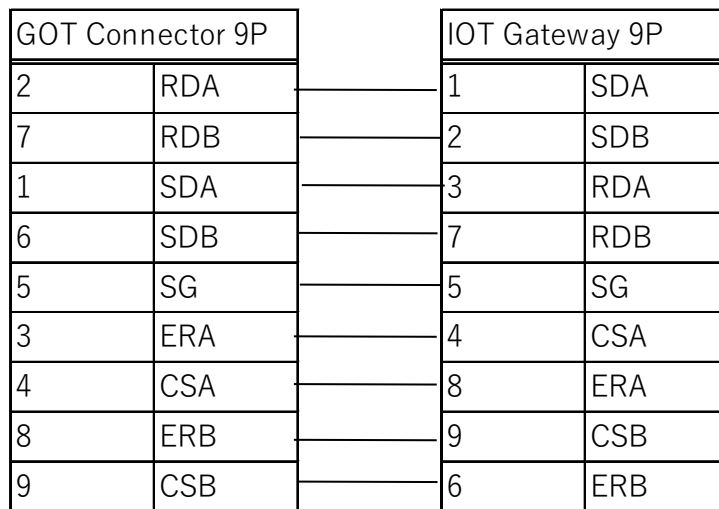 GOT Connector 9P IOT Gateway 9P
2 RDA 1 SDA
7 RDB 2 SDB
1 SDA 3 RDA
6 SDB 7 RDB
5 SG 5 SG
3 ERA 4 CSA
4 CSA 8 ERA
8 ERB 9 CSB
9 CSB 6 ERB